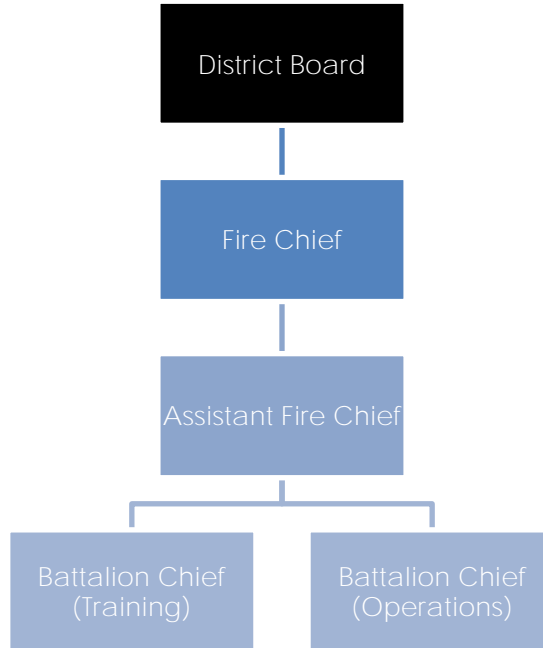 District Board
Fire Chief
Assistant Fire Chief
Battalion Chief
(Training)
Battalion Chief
(Operations)